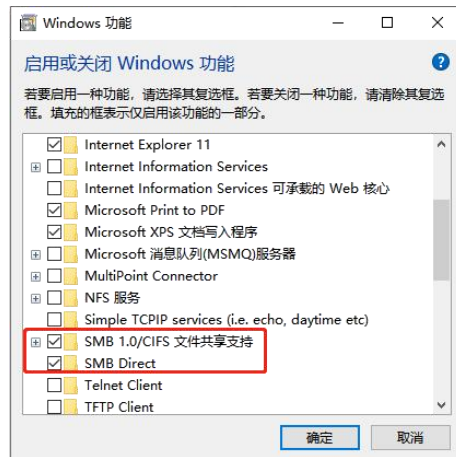 Windows 功能
启用或关闭 Windows 功能
若要启用一种功能，请选择其复选框。若要关闭一种功能，请清除其复选
框。填充的框表示仅启用该功能的一部分。
Internet Explorer 11
Internet Information Services
Internet Information Services 可承载的 Web 核心
Microsoft Print to PDF
Microsoft XPS 文档写入程序
Microsoft 消息队列(MSMQ)服务器
MultiPoint Connector
NFS 服务
Simple TCPIP services (i.e. echo, daytime etc)
SMB 1.0/CIFS 文件共享支持
SMB Direct
Telnet Client
TFTP Client
确定 取消